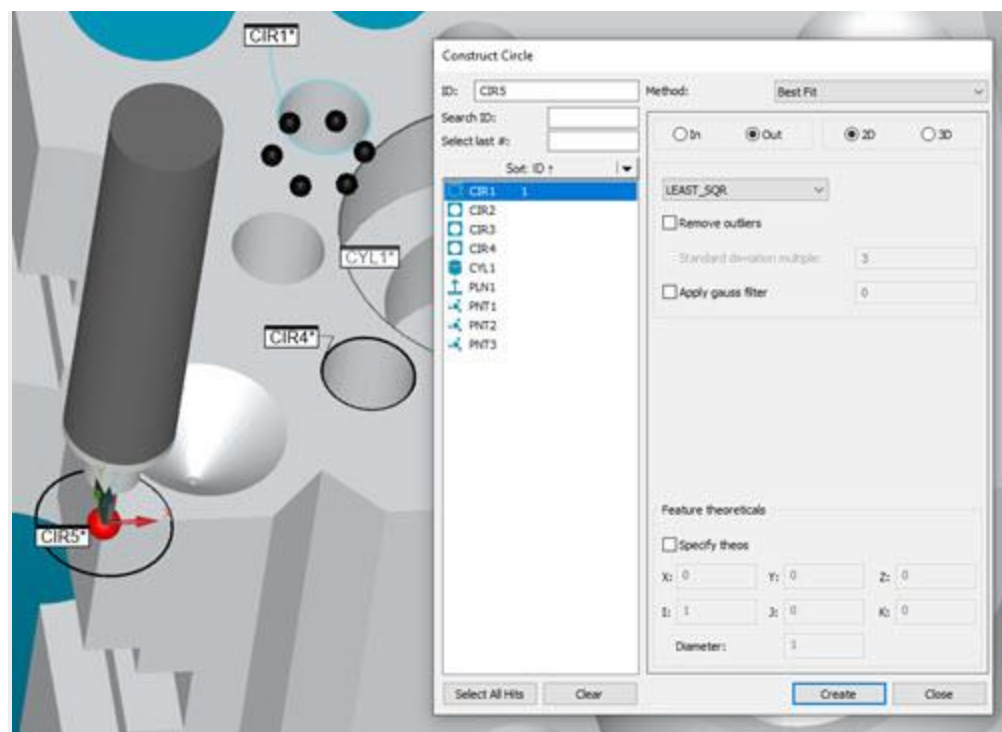 CIR1*
CYL1*
CIR4*
CIR5*
Construct Circle
ID: CIR5
Search ID:
Select last #:
Sort: ID ↑
CIR1 1
CIR2
CIR3
CIR4
CYL1
PLN1
PNT1
PNT2
PNT3
Select All Hits Clear
Method: Best Fit
In Out 2D 3D
LEAST_SQR
Remove outliers
Standard deviation multiple: 3
Apply gauss filter 0
Feature theoreticals
Specify theos
X: 0 Y: 0 Z: 0
I: 1 J: 0 K: 0
Diameter: 1
Create Close